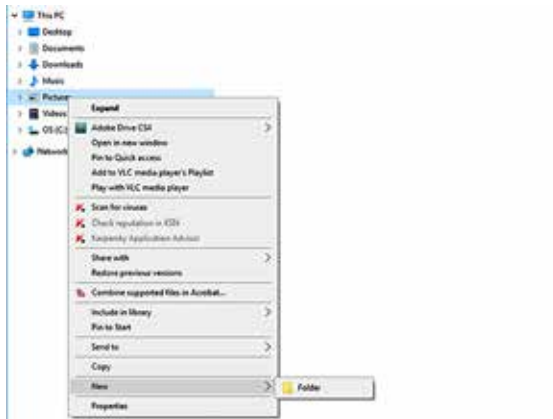 This PC
Desktop
Documents
Downloads
Music
Pictures
Videos
OS (C:)
Network
Expand
Adobe Drive CS4
Open in new window
Pin to Quick access
Add to VLC media player's Playlist
Play with VLC media player
Scan for viruses
Check reputation in KSN
Kaspersky Application Advisor
Share with
Restore previous versions
Combine supported files in Acrobat...
Include in library
Pin to Start
Send to
Copy
New
Folder
Properties